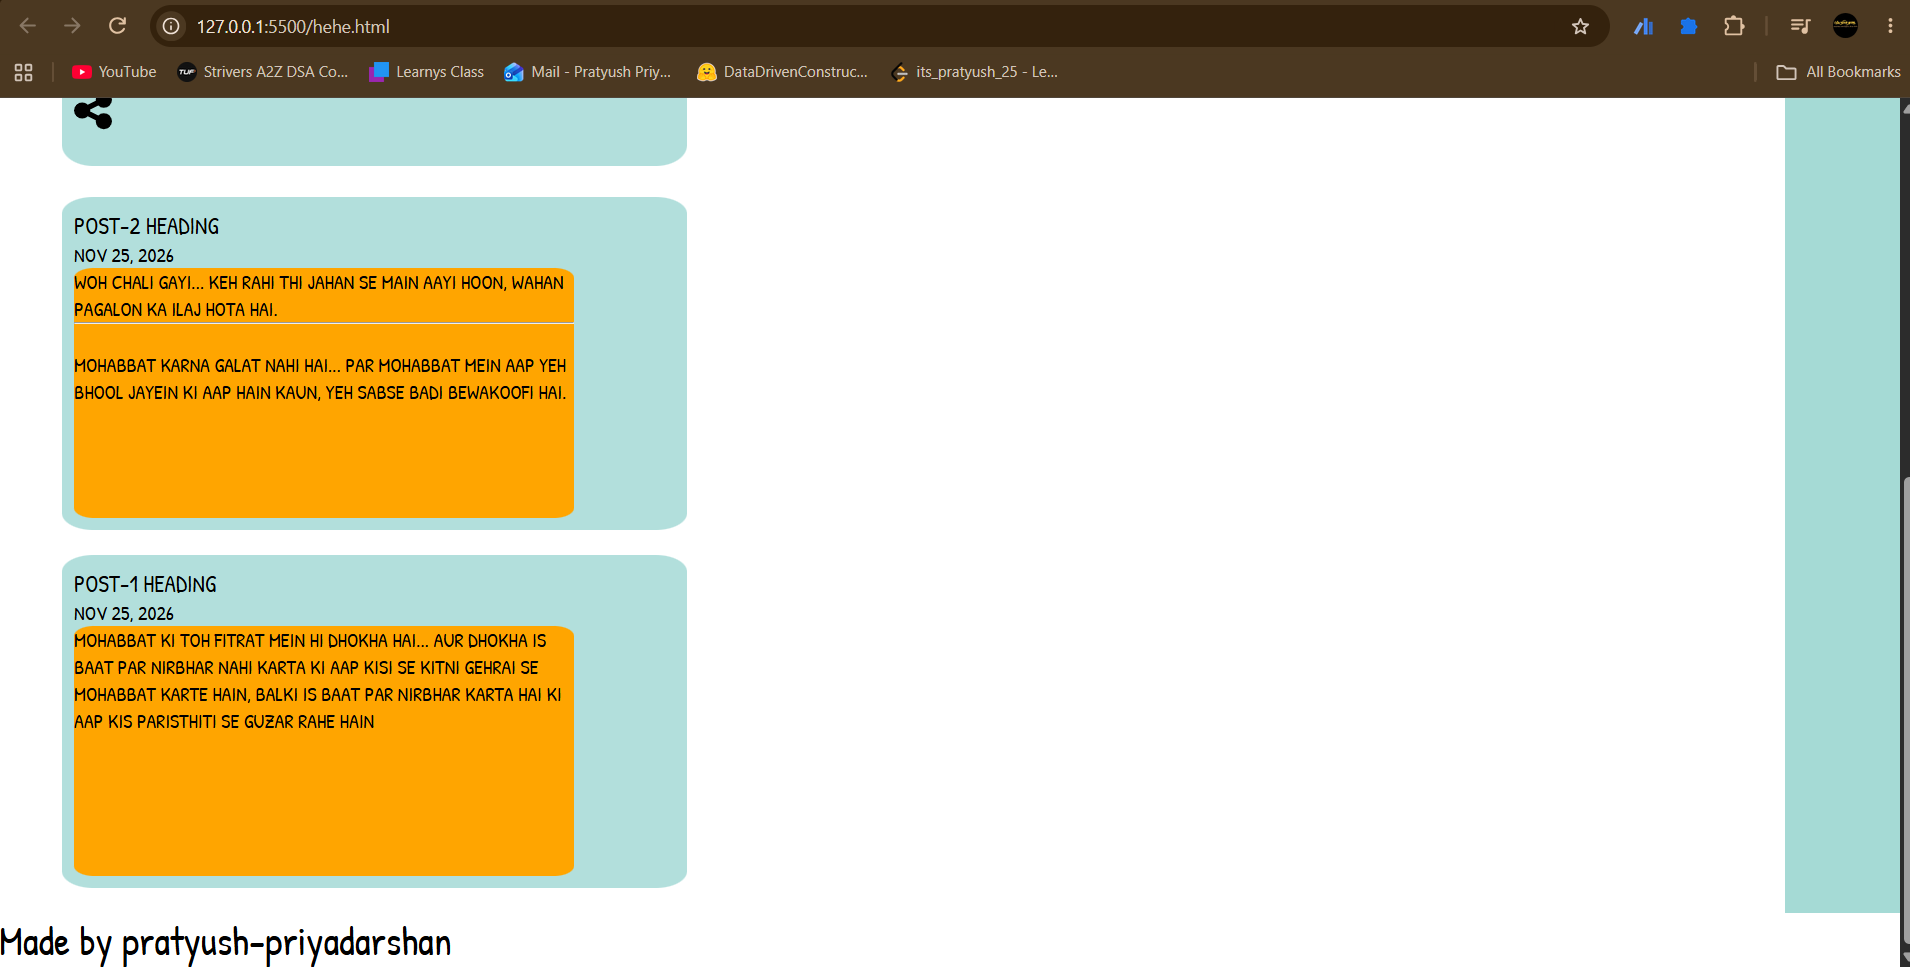 127.0.0.1:5500/hehe.html
YouTube
TUF
Strivers A2Z DSA Co...
Learnys Class
Mail - Pratyush Priy...
DataDrivenConstruc...
its_pratyush_25 - Le...
All Bookmarks
POST-2 HEADING
NOV 25, 2026
WOH CHALI GAYI... KEH RAHI THI JAHAN SE MAIN AAYI HOON, WAHAN
PAGALON KA ILAJ HOTA HAI.
MOHABBAT KARNA GALAT NAHI HAI... PAR MOHABBAT MEIN AAP YEH
BHOOL JAYEIN KI AAP HAIN KAUN, YEH SABSE BADI BEWAKOOFI HAI.
POST-1 HEADING
NOV 25, 2026
MOHABBAT KI TOH FITRAT MEIN HI DHOKHA HAI... AUR DHOKHA IS
BAAT PAR NIRBHAR NAHI KARTA KI AAP KISI SE KITNI GEHRAI SE
MOHABBAT KARTE HAIN, BALKI IS BAAT PAR NIRBHAR KARTA HAI KI
AAP KIS PARISTHITI SE GUZAR RAHE HAIN
Made by pratyush-priyadarshan